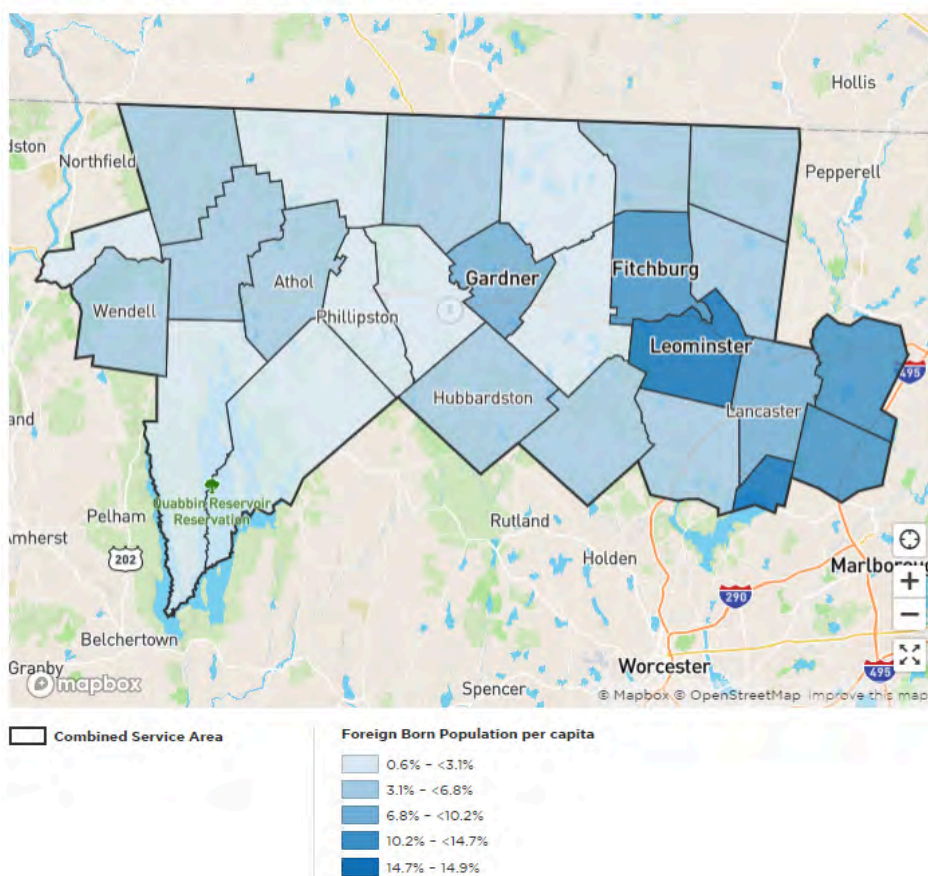 Hollis
dston
Northfield
Pepperell
Gardner
Fitchburg
Athol
Wendell
Phillipston
Leominster
495
Hubbardston
Lancaster
and
Quabbin Reservoir
Reservation
Pelham
Amherst
202
Rutland
Holden
Marlboroug
290
+
−
Belchertown
Granby
Worcester
495
mapbox
Spencer
© Mapbox © OpenStreetMap Improve this map
Combined Service Area
Foreign Born Population per capita
0.6% - <3.1%
3.1% - <6.8%
6.8% - <10.2%
10.2% - <14.7%
14.7% - 14.9%